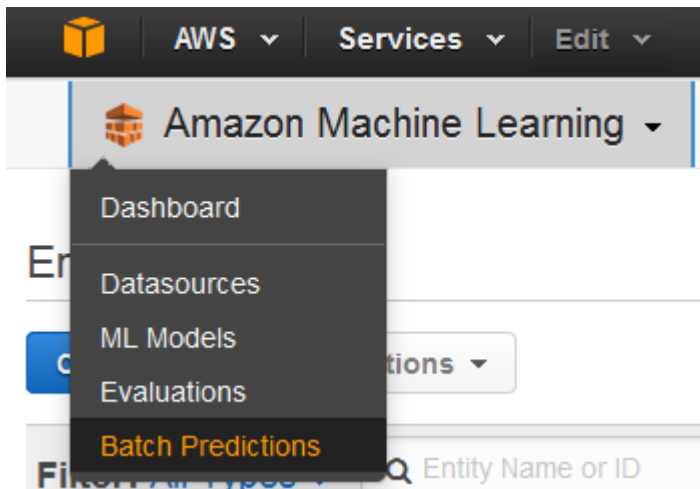 AWS Services Edit
Amazon Machine Learning
Dashboard
Datasources
ML Models
Evaluations
Batch Predictions
Entity Name or ID